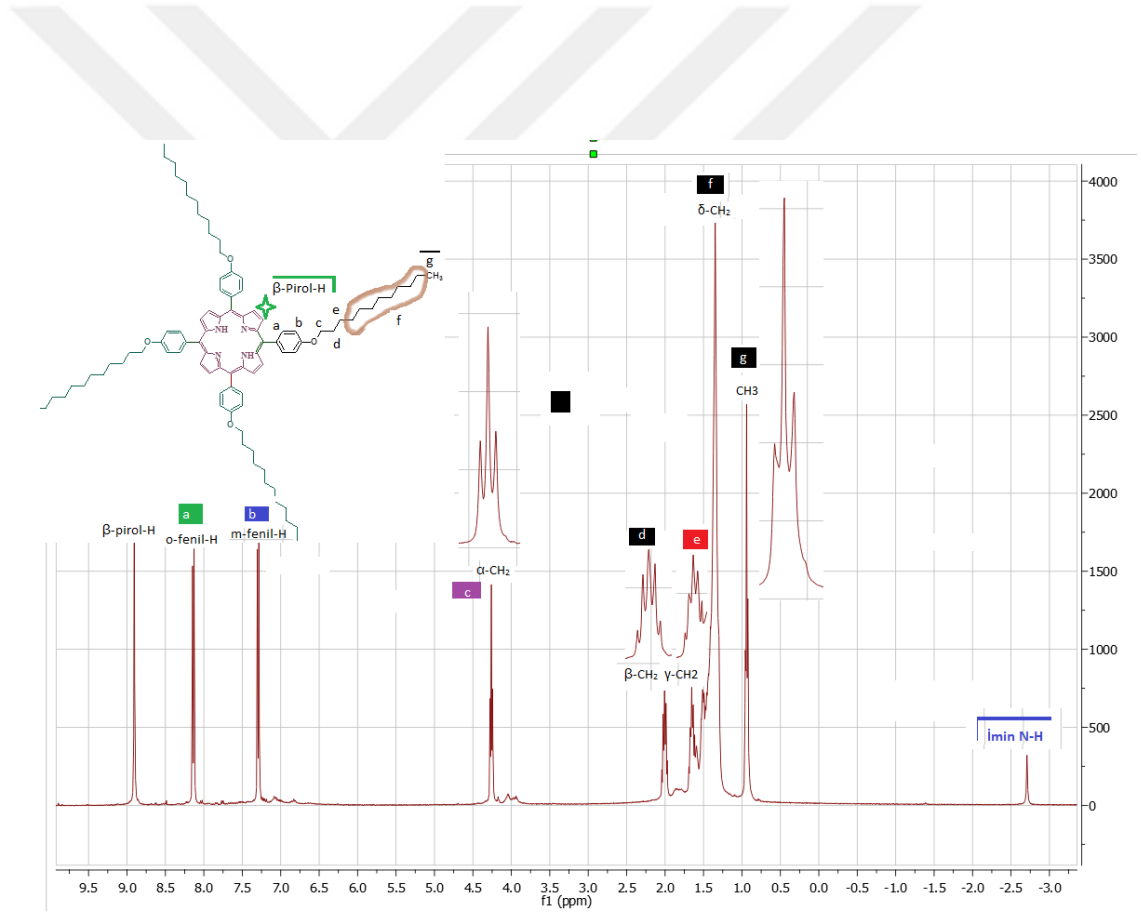 f
δ-CH₂
g
CH₃
β-Pirol-H
O
a
b
c
d
e
f
O
NH
N
N
NH
O
O
g
CH3
a
b
β-pirol-H
o-fenil-H
m-fenil-H
α-CH₂
c
d
e
β-CH₂
γ-CH2
İmin N-H
4000
3500
3000
2500
2000
1500
1000
500
0
9.5 9.0 8.5 8.0 7.5 7.0 6.5 6.0 5.5 5.0 4.5 4.0 3.5 3.0 2.5 2.0 1.5 1.0 0.5 0.0 -0.5 -1.0 -1.5 -2.0 -2.5 -3.0
f1 (ppm)